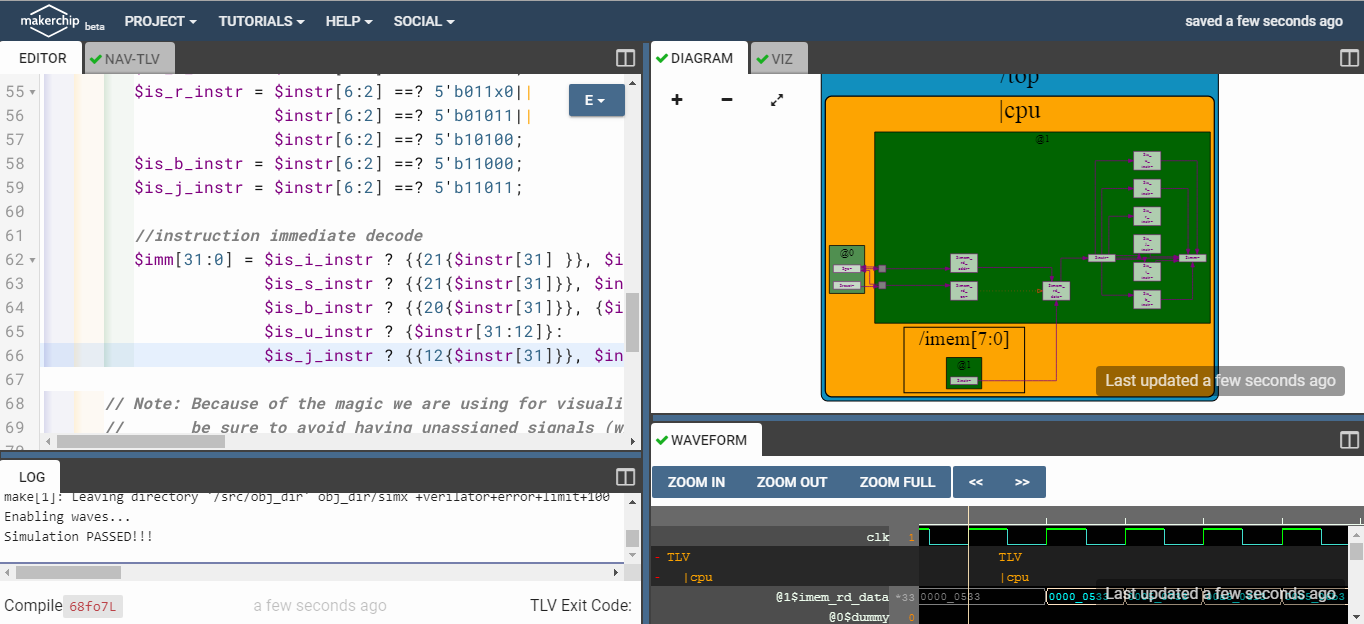 makerchip beta PROJECT TUTORIALS HELP SOCIAL saved a few seconds ago
EDITOR NAV-TLV
55 $is_r_instr = $instr[6:2] ==? 5'b011x0||
56 $instr[6:2] ==? 5'b01011||
57 $instr[6:2] ==? 5'b10100;
58 $is_b_instr = $instr[6:2] ==? 5'b11000;
59 $is_j_instr = $instr[6:2] ==? 5'b11011;
60
61 //instruction immediate decode
62 $imm[31:0] = $is_i_instr ? {{21{$instr[31] }}, $i
63 $is_s_instr ? {{21{$instr[31]}}, $in
64 $is_b_instr ? {{20{$instr[31]}}, {$i
65 $is_u_instr ? {$instr[31:12]}:
66 $is_j_instr ? {{12{$instr[31]}}, $in
67
68 // Note: Because of the magic we are using for visuali
69 // be sure to avoid having unassigned signals (w
E
LOG
make[1]: Leaving directory '/src/obj_dir' obj_dir/simx +verilator+error+limit+100
Enabling waves...
Simulation PASSED!!!
Compile 68fo7L a few seconds ago TLV Exit Code:
DIAGRAM VIZ
/top
|cpu
@1
@0
/imem[7:0]
@1
Last updated a few seconds ago
WAVEFORM
ZOOM IN ZOOM OUT ZOOM FULL << >>
clk 1
- TLV TLV
- |cpu |cpu
@1$imem_rd_data *33 0000_0533 0000_0533
@0$dummy 0
Last updated a few seconds ago